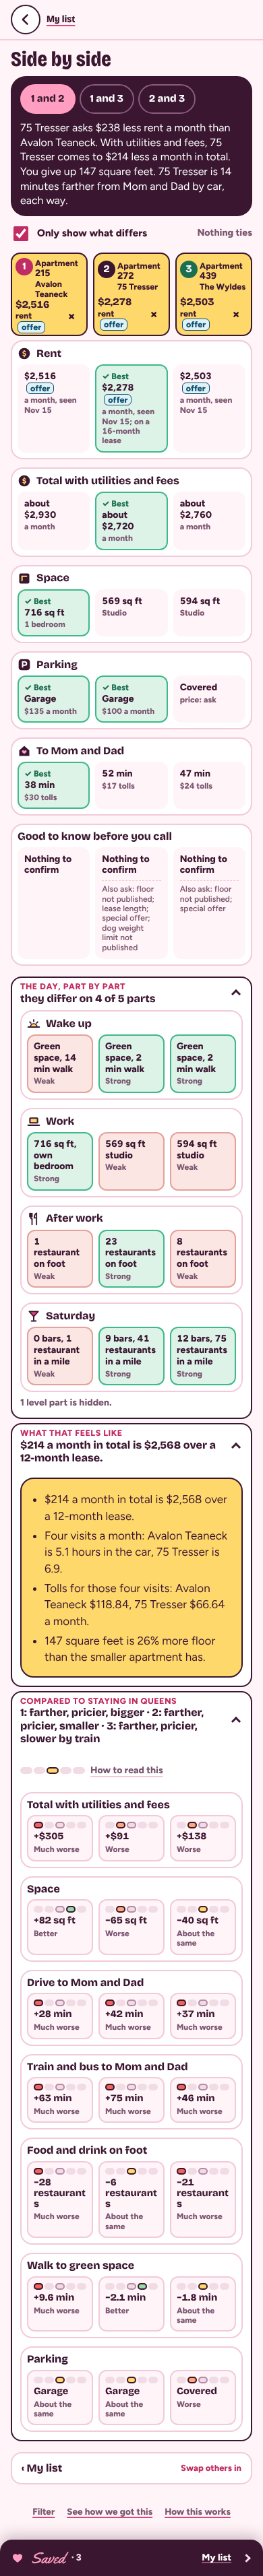 My list
Side by side
1 and 2
1 and 3
2 and 3
75 Tresser asks $238 less rent a month than
Avalon Teaneck. With utilities and fees, 75
Tresser comes to $214 less a month in total.
You give up 147 square feet. 75 Tresser is 14
minutes farther from Mom and Dad by car,
each way.
Only show what differs
Nothing ties
1
Apartment
215
Avalon
Teaneck
$2,516
rent
×
offer
2
Apartment
272
75 Tresser
$2,278
rent
×
offer
3
Apartment
439
The Wyldes
$2,503
rent
×
offer
Rent
$2,516
offer
a month, seen
Nov 15
✓ Best
$2,278
offer
a month, seen
Nov 15; on a
16-month
lease
$2,503
offer
a month, seen
Nov 15
Total with utilities and fees
about
$2,930
a month
✓ Best
about
$2,720
a month
about
$2,760
a month
Space
✓ Best
716 sq ft
1 bedroom
569 sq ft
Studio
594 sq ft
Studio
Parking
✓ Best
Garage
$135 a month
✓ Best
Garage
$100 a month
Covered
price: ask
To Mom and Dad
✓ Best
38 min
$30 tolls
52 min
$17 tolls
47 min
$24 tolls
Good to know before you call
Nothing to
confirm
Nothing to
confirm
Also ask: floor
not published;
lease length;
special offer;
dog weight
limit not
published
Nothing to
confirm
Also ask: floor
not published;
special offer
THE DAY, PART BY PART
they differ on 4 of 5 parts
Wake up
Green
space, 14
min walk
Weak
Green
space, 2
min walk
Strong
Green
space, 2
min walk
Strong
Work
716 sq ft,
own
bedroom
Strong
569 sq ft
studio
Weak
594 sq ft
studio
Weak
After work
1
restaurant
on foot
Weak
23
restaurants
on foot
Strong
8
restaurants
on foot
Weak
Saturday
0 bars, 1
restaurant
in a mile
Weak
9 bars, 41
restaurants
in a mile
Strong
12 bars, 75
restaurants
in a mile
Strong
1 level part is hidden.
WHAT THAT FEELS LIKE
$214 a month in total is $2,568 over a
12-month lease.
• $214 a month in total is $2,568 over
a 12-month lease.
• Four visits a month: Avalon Teaneck
is 5.1 hours in the car, 75 Tresser is
6.9.
• Tolls for those four visits: Avalon
Teaneck $118.84, 75 Tresser $66.64
a month.
• 147 square feet is 26% more floor
than the smaller apartment has.
COMPARED TO STAYING IN QUEENS
1: farther, pricier, bigger · 2: farther,
pricier, smaller · 3: farther, pricier,
slower by train
How to read this
Total with utilities and fees
+$305
Much worse
+$91
Worse
+$138
Worse
Space
+82 sq ft
Better
−65 sq ft
Worse
−40 sq ft
About the
same
Drive to Mom and Dad
+28 min
Much worse
+42 min
Much worse
+37 min
Much worse
Train and bus to Mom and Dad
+63 min
Much worse
+75 min
Much worse
+46 min
Much worse
Food and drink on foot
−28
restaurant
s
Much worse
−6
restaurant
s
About the
same
−21
restaurant
s
Much worse
Walk to green space
+9.6 min
Much worse
−2.1 min
Better
−1.8 min
About the
same
Parking
Garage
About the
same
Garage
About the
same
Covered
Worse
‹ My list
Swap others in
Filter
See how we got this
How this works
Saved · 3
My list